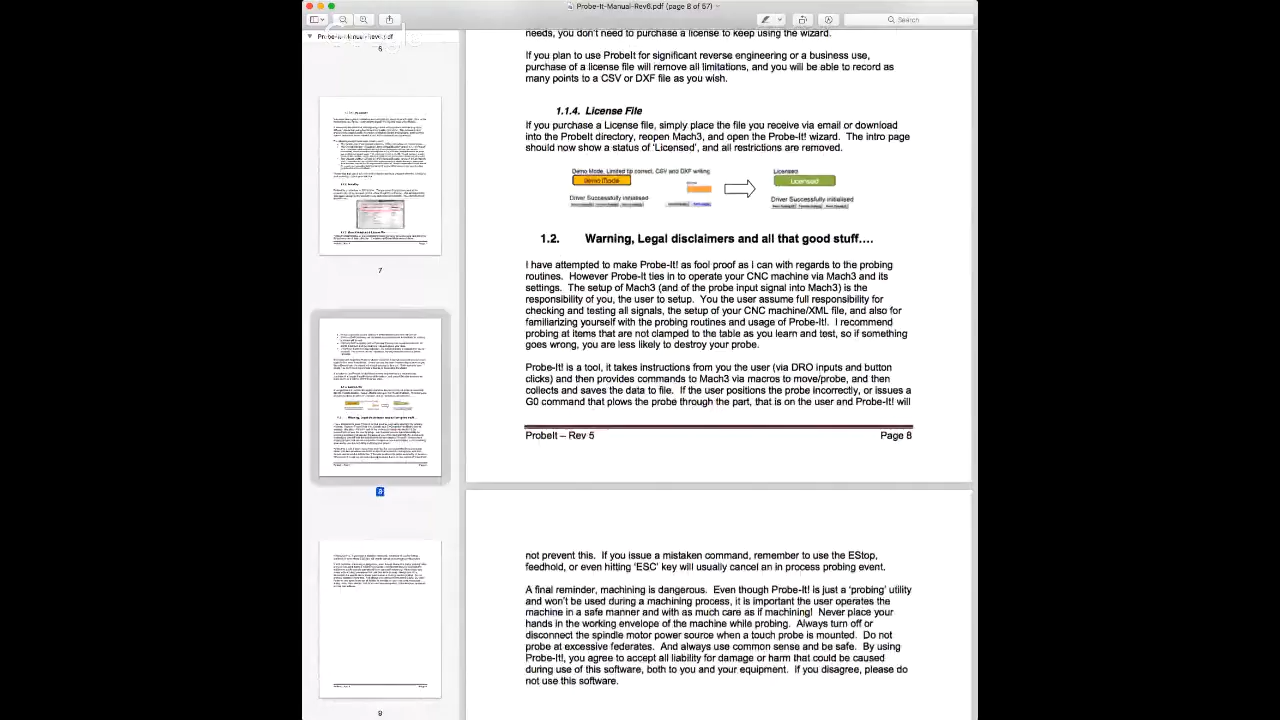 Probe-It-Manual-Rev6.pdf (page 8 of 57)
Search
6
needs, you don't need to purchase a license to keep using the wizard.
If you plan to use ProbeIt for significant reverse engineering or a business use,
purchase of a license file will remove all limitations, and you will be able to record as
many points to a CSV or DXF file as you wish.
1.1.4. License File
If you purchase a License file, simply place the file you receive via email or download
into the ProbeIt directory, reopen Mach3, and open the Probe-It! wizard. The intro page
should now show a status of 'Licensed', and all restrictions are removed.
Demo Mode, Limited tip correct, CSV and DXF writing
Demo Mode
Driver Successfully initialised
Licensed
Licensed
Driver Successfully initialised
1.2. Warning, Legal disclaimers and all that good stuff….
I have attempted to make Probe-It! as fool proof as I can with regards to the probing
routines. However Probe-It ties in to operate your CNC machine via Mach3 and its
settings. The setup of Mach3 (and of the probe input signal into Mach3) is the
responsibility of you, the user to setup. You the user assume full responsibility for
checking and testing all signals, the setup of your CNC machine/XML file, and also for
familiarizing yourself with the probing routines and usage of Probe-It!. I recommend
probing at items that are not clamped to the table as you learn and test, so if something
goes wrong, you are less likely to destroy your probe.
Probe-It! is a tool, it takes instructions from you the user (via DRO inputs and button
clicks) and then provides commands to Mach3 via macros to move/probe, and then
collects and saves the data to file. If the user positions the probe incorrectly, or issues a
G0 command that plows the probe through the part, that is on the user and Probe-It! will
ProbeIt – Rev 5 Page 8
not prevent this. If you issue a mistaken command, remember to use the EStop,
feedhold, or even hitting 'ESC' key will usually cancel an in process probing event.
A final reminder, machining is dangerous. Even though Probe-It! is just a 'probing' utility
and won't be used during a machining process, it is important the user operates the
machine in a safe manner and with as much care as if machining! Never place your
hands in the working envelope of the machine while probing. Always turn off or
disconnect the spindle motor power source when a touch probe is mounted. Do not
probe at excessive federates. And always use common sense and be safe. By using
Probe-It!, you agree to accept all liability for damage or harm that could be caused
during use of this software, both to you and your equipment. If you disagree, please do
not use this software.
7
8
9